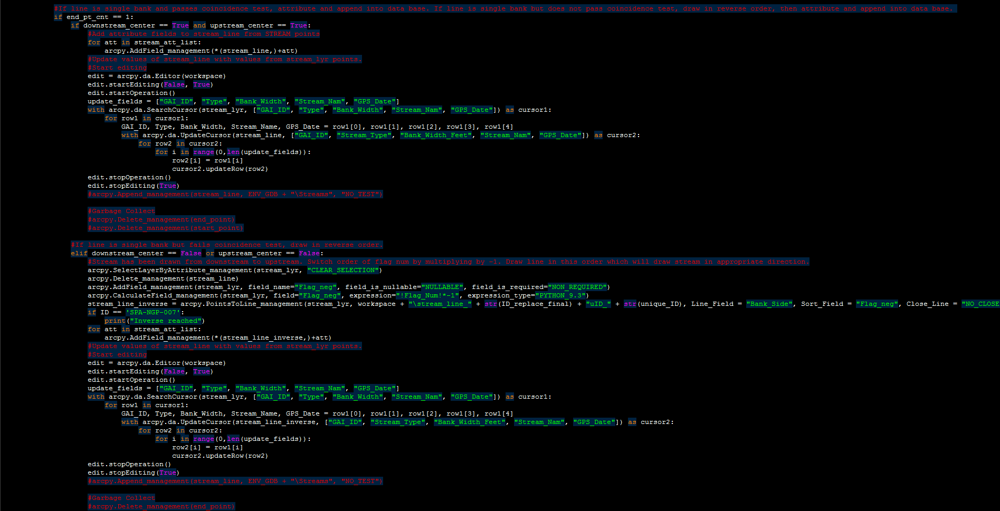 #If line is single bank and passes coincidence test, attribute and append into data base. If line is single bank but does not pass coincidence test, draw in reverse order, then attribute and append into data base.
if end_pt_cnt == 1:
    if downstream_center == True and upstream_center == True:
        #Add attribute fields to stream_line from STREAM points
        for att in stream_att_list:
            arcpy.AddField_management(*(stream_line,)+att)
        #Update values of stream_line with values from stream_lyr points.
        #Start editing
        edit = arcpy.da.Editor(workspace)
        edit.startEditing(False, True)
        edit.startOperation()
        update_fields = ["GAI_ID", "Type", "Bank_Width", "Stream_Nam", "GPS_Date"]
        with arcpy.da.SearchCursor(stream_lyr, ["GAI_ID", "Type", "Bank_Width", "Stream_Nam", "GPS_Date"]) as cursor1:
            for row1 in cursor1:
                GAI_ID, Type, Bank_Width, Stream_Name, GPS_Date = row1[0], row1[1], row1[2], row1[3], row1[4]
                with arcpy.da.UpdateCursor(stream_line, ["GAI_ID", "Stream_Type", "Bank_Width_Feet", "Stream_Nam", "GPS_Date"]) as cursor2:
                    for row2 in cursor2:
                        for i in range(0,len(update_fields)):
                            row2[i] = row1[i]
                            cursor2.updateRow(row2)
        edit.stopOperation()
        edit.stopEditing(True)
        #arcpy.Append_management(stream_line, ENV_GDB + "\Streams", "NO_TEST")
        #Garbage Collect
        #arcpy.Delete_management(end_point)
        #arcpy.Delete_management(start_point)
    #If line is single bank but fails coincidence test, draw in reverse order.
    elif downstream_center == False or upstream_center == False:
        #Stream has been drawn from downstream to upstream. Switch order of flag num by multiplying by -1. Draw line in this order which will draw stream in appropriate direction.
        arcpy.SelectLayerByAttribute_management(stream_lyr, "CLEAR_SELECTION")
        arcpy.Delete_management(stream_line)
        arcpy.AddField_management(stream_lyr, field_name="Flag_neg", field_is_nullable="NULLABLE", field_is_required="NON_REQUIRED")
        arcpy.CalculateField_management(stream_lyr, field="Flag_neg", expression="!Flag_Num!*-1", expression_type="PYTHON_9.3")
        stream_line_inverse = arcpy.PointsToLine_management(stream_lyr, workspace + "\stream_line_" + str(ID_replace_final) + "uID_" + str(unique_ID), Line_Field = "Bank_Side", Sort_Field = "Flag_neg", Close_Line = "NO_CLOSE
        if ID == 'SPA-NGP-007':
            print("Inverse reached")
        for att in stream_att_list:
            arcpy.AddField_management(*(stream_line_inverse,)+att)
        #Update values of stream_line with values from stream_lyr points.
        #Start editing
        edit = arcpy.da.Editor(workspace)
        edit.startEditing(False, True)
        edit.startOperation()
        update_fields = ["GAI_ID", "Type", "Bank_Width", "Stream_Nam", "GPS_Date"]
        with arcpy.da.SearchCursor(stream_lyr, ["GAI_ID", "Type", "Bank_Width", "Stream_Nam", "GPS_Date"]) as cursor1:
            for row1 in cursor1:
                GAI_ID, Type, Bank_Width, Stream_Name, GPS_Date = row1[0], row1[1], row1[2], row1[3], row1[4]
                with arcpy.da.UpdateCursor(stream_line_inverse, ["GAI_ID", "Stream_Type", "Bank_Width_Feet", "Stream_Nam", "GPS_Date"]) as cursor2:
                    for row2 in cursor2:
                        for i in range(0,len(update_fields)):
                            row2[i] = row1[i]
                            cursor2.updateRow(row2)
        edit.stopOperation()
        edit.stopEditing(True)
        #arcpy.Append_management(stream_line, ENV_GDB + "\Streams", "NO_TEST")
        #Garbage Collect
        #arcpy.Delete_management(end_point)